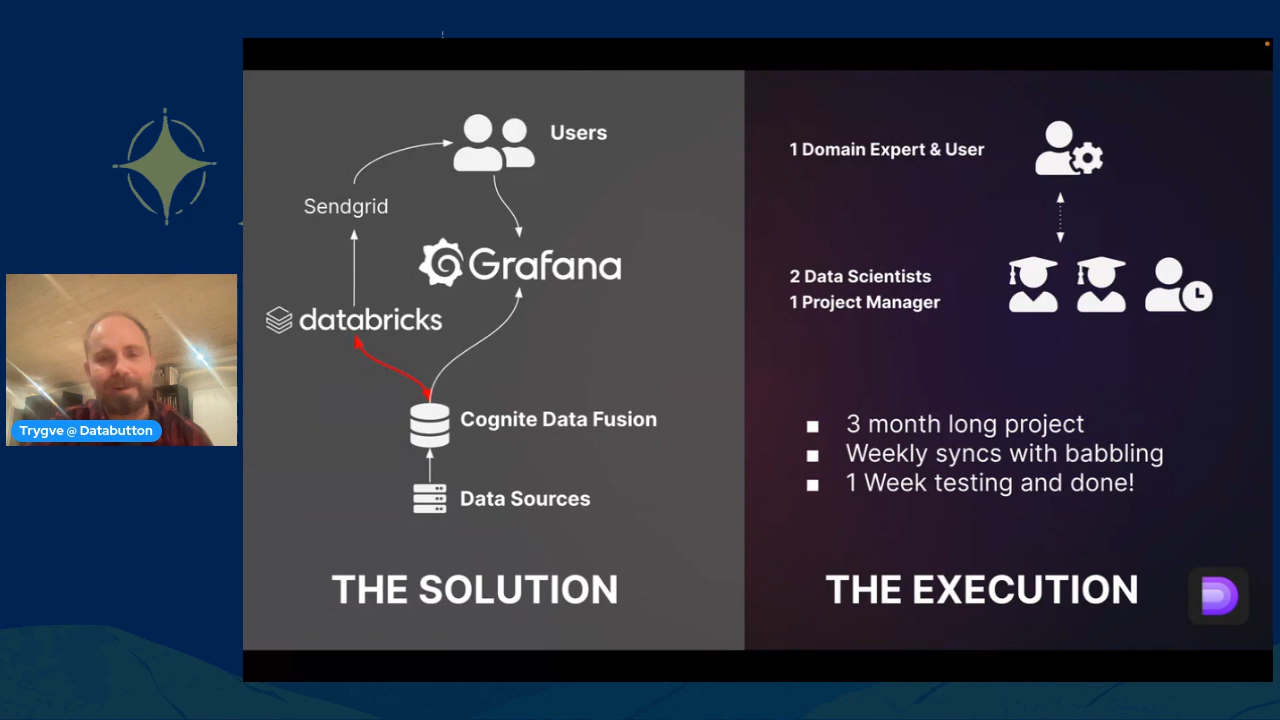 Users
Sendgrid
Grafana
databricks
Cognite Data Fusion
Data Sources
THE SOLUTION
1 Domain Expert & User
2 Data Scientists
1 Project Manager
3 month long project
Weekly syncs with babbling
1 Week testing and done!
THE EXECUTION
Trygve @ Databutton